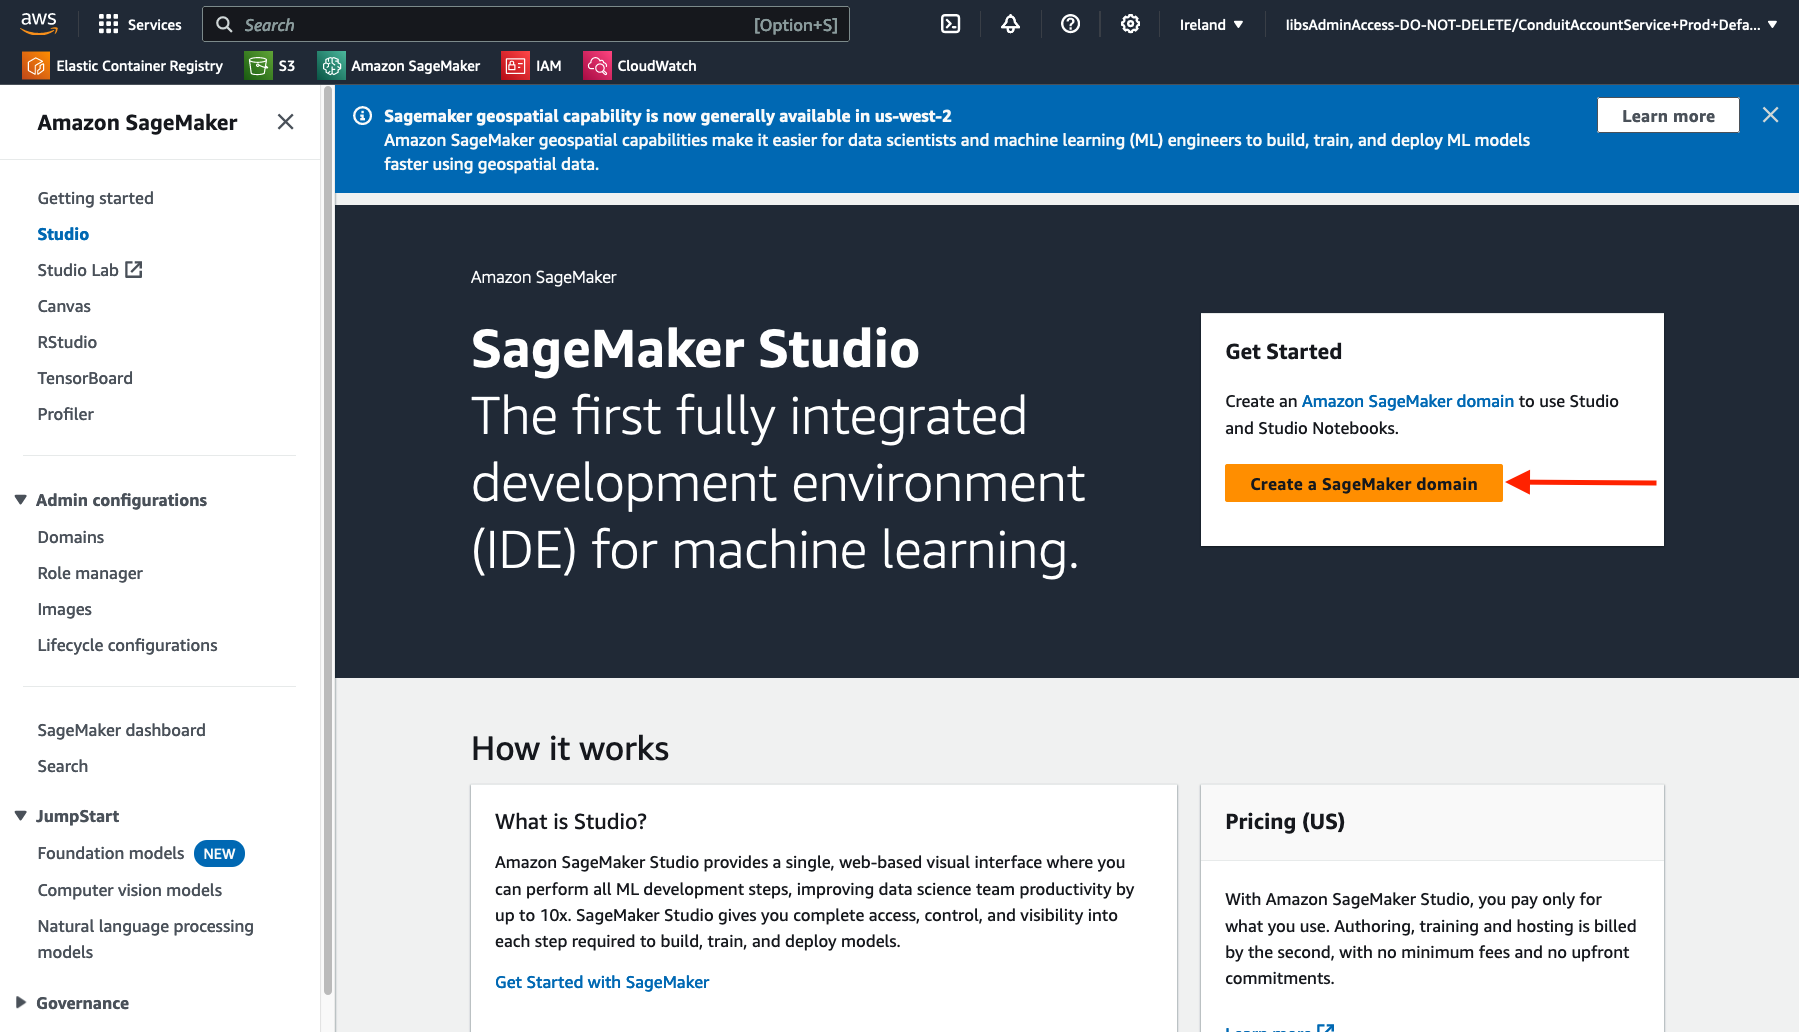 aws
Services
Search
[Option+S]
Ireland
IibsAdminAccess-DO-NOT-DELETE/ConduitAccountService+Prod+Defa...
Elastic Container Registry
S3
Amazon SageMaker
IAM
CloudWatch
Amazon SageMaker
Getting started
Studio
Studio Lab
Canvas
RStudio
TensorBoard
Profiler
Admin configurations
Domains
Role manager
Images
Lifecycle configurations
SageMaker dashboard
Search
JumpStart
Foundation models NEW
Computer vision models
Natural language processing
models
Governance
Sagemaker geospatial capability is now generally available in us-west-2
Amazon SageMaker geospatial capabilities make it easier for data scientists and machine learning (ML) engineers to build, train, and deploy ML models
faster using geospatial data.
Learn more
Amazon SageMaker
SageMaker Studio
The first fully integrated
development environment
(IDE) for machine learning.
Get Started
Create an Amazon SageMaker domain to use Studio
and Studio Notebooks.
Create a SageMaker domain
How it works
What is Studio?
Amazon SageMaker Studio provides a single, web-based visual interface where you
can perform all ML development steps, improving data science team productivity by
up to 10x. SageMaker Studio gives you complete access, control, and visibility into
each step required to build, train, and deploy models.
Get Started with SageMaker
Pricing (US)
With Amazon SageMaker Studio, you pay only for
what you use. Authoring, training and hosting is billed
by the second, with no minimum fees and no upfront
commitments.
Learn more